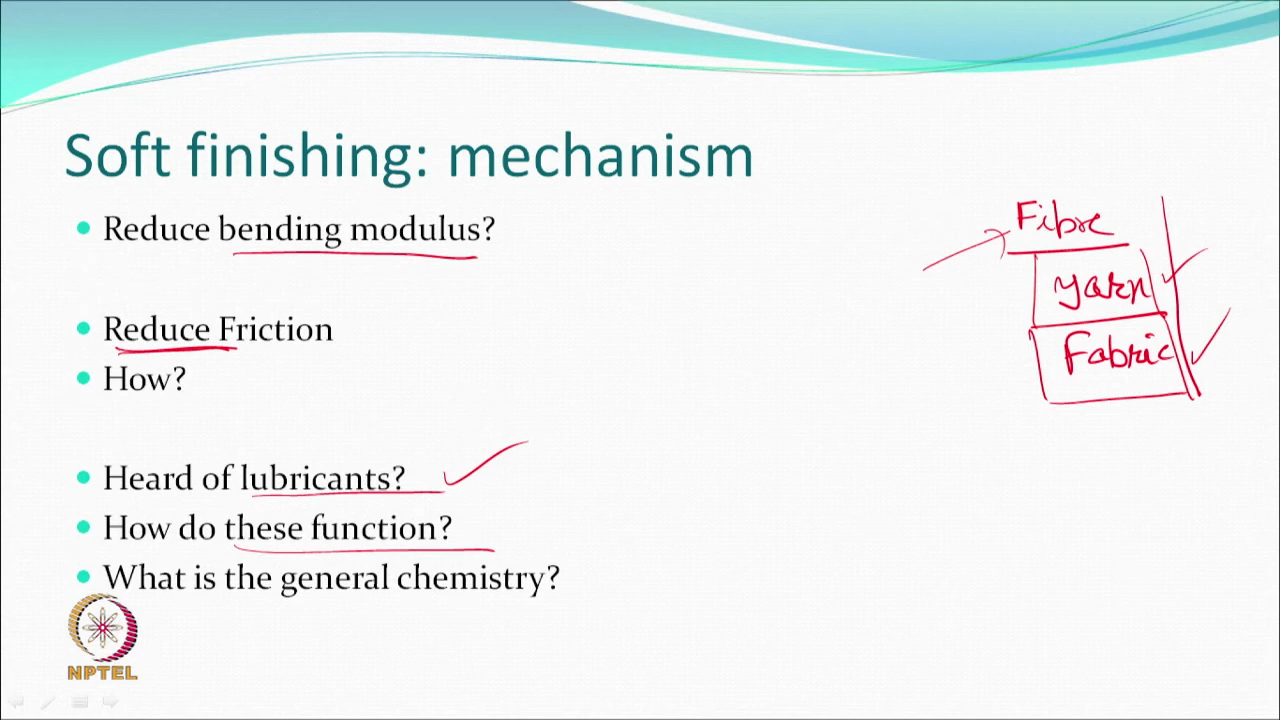 Soft finishing: mechanism
Reduce bending modulus?
Reduce Friction
How?
Heard of lubricants?
How do these function?
What is the general chemistry?
Fibre
Yarn
Fabric
NPTEL